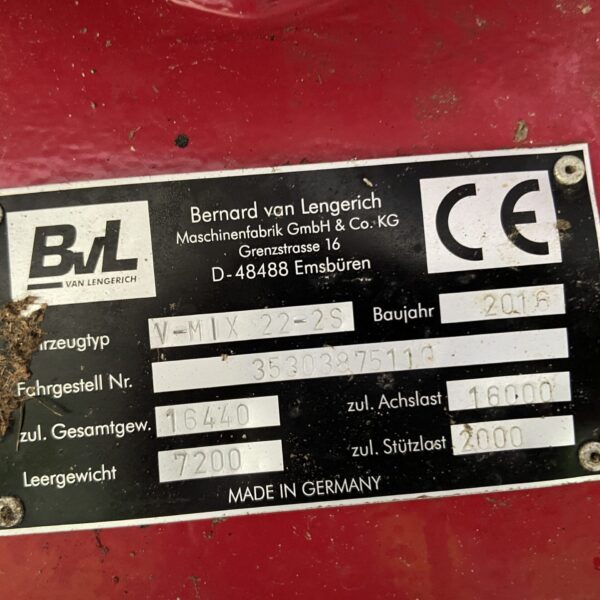 BvL
VAN LENGERICH
Bernard van Lengerich
Maschinenfabrik GmbH & Co. KG
Grenzstrasse 16
D-48488 Emsbüren
CE
V-MIX 22-2S
Baujahr
Fahrgestell Nr.
zul. Gesamtgew. 16440
zul. Achslast 16000
Leergewicht 7200
zul. Stützlast 2000
MADE IN GERMANY